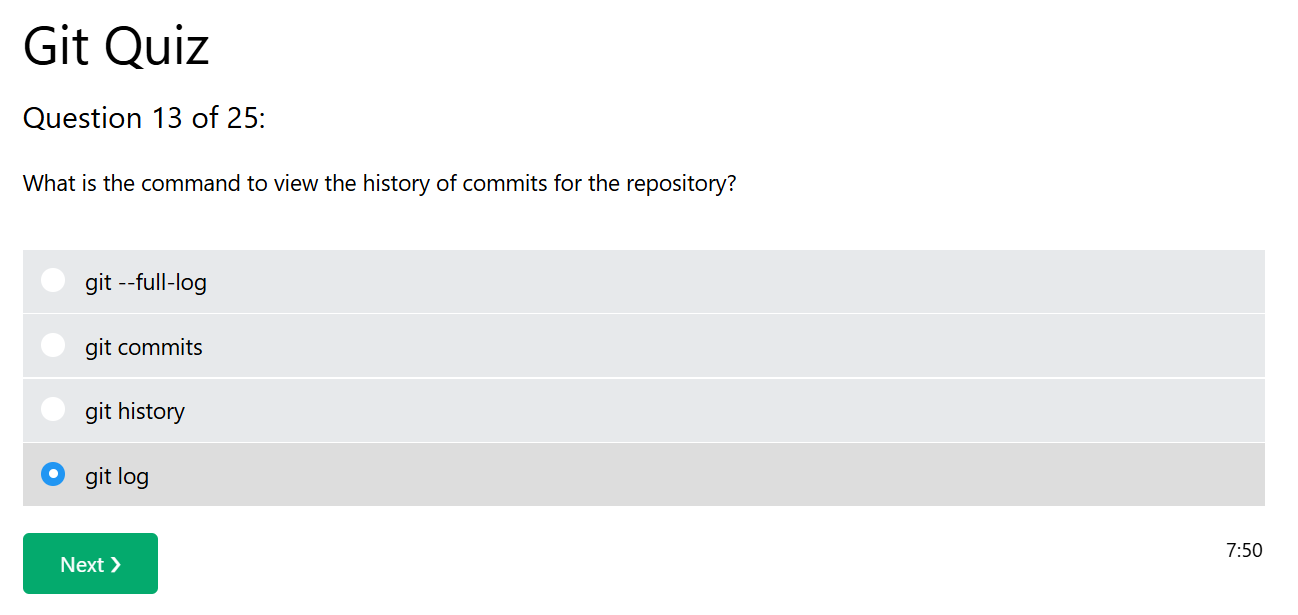 Git Quiz
Question 13 of 25:
What is the command to view the history of commits for the repository?
git --full-log
git commits
git history
git log
Next ❯
7:50